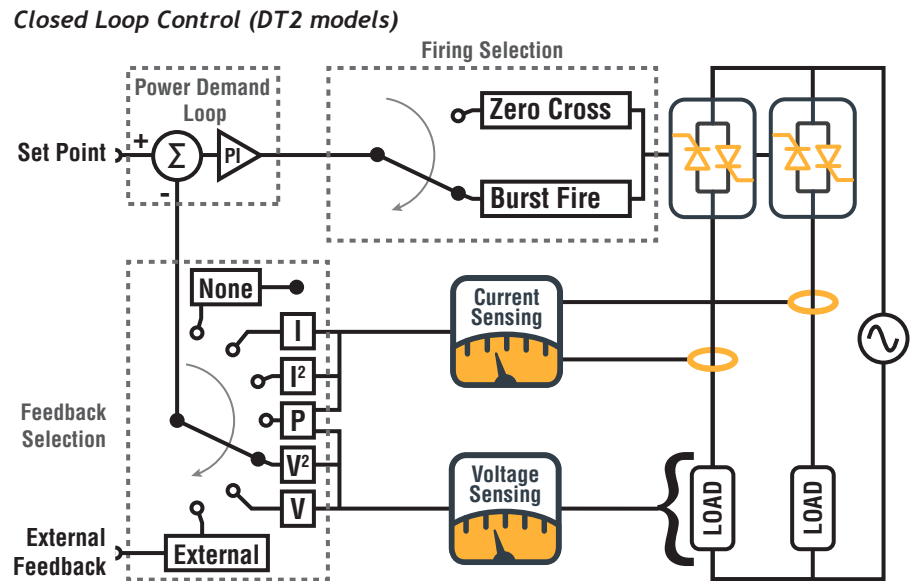 Closed Loop Control (DT2 models)
Firing Selection
Power Demand
Loop
Zero Cross
Set Point
+
Σ
PI
-
Burst Fire
None
Current
Sensing
I
I²
P
Feedback
Selection
V²
V
Voltage
Sensing
LOAD
LOAD
External
Feedback
External